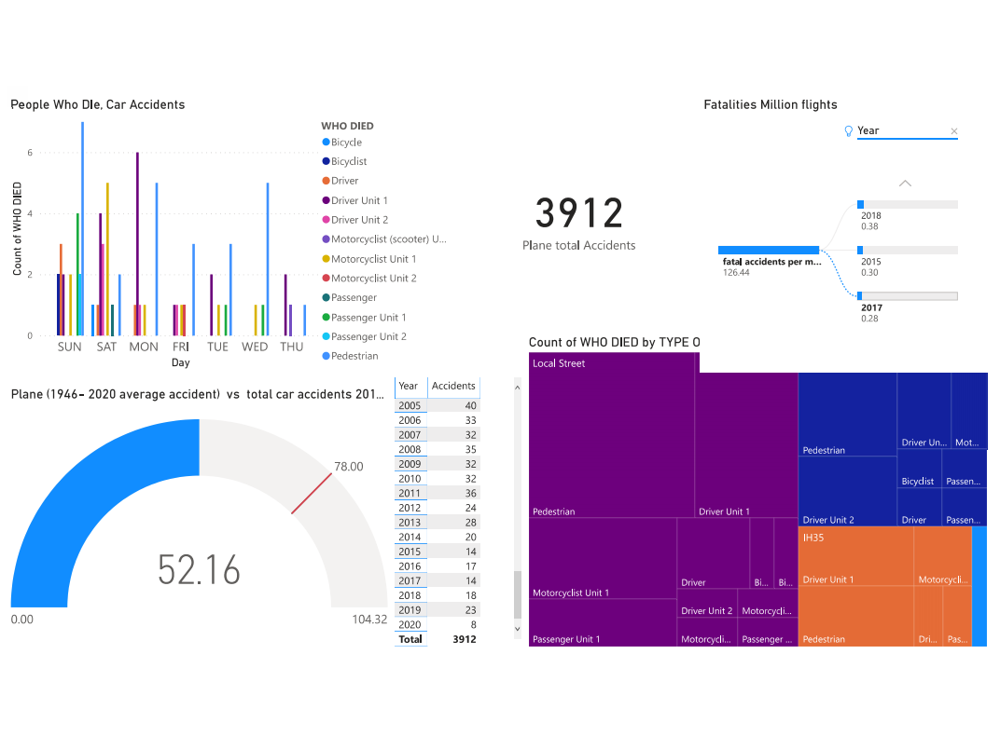 People Who DIe, Car Accidents
WHO DIED
Bicycle
Bicyclist
Driver
Driver Unit 1
Driver Unit 2
Motorcyclist (scooter) U...
Motorcyclist Unit 1
Motorcyclist Unit 2
Passenger
Passenger Unit 1
Passenger Unit 2
Pedestrian
Count of WHO DIED
6
4
2
0
SUN SAT MON FRI TUE WED THU
Day
3912
Plane total Accidents
Fatalities Million flights
Year ×
fatal accidents per m...
126.44
2018
0.38
2015
0.30
2017
0.28
Plane (1946- 2020 average accident) vs total car accidents 201...
78.00
52.16
0.00
104.32
Year Accidents
2005 40
2006 33
2007 32
2008 35
2009 32
2010 32
2011 36
2012 24
2013 28
2014 20
2015 14
2016 17
2017 14
2018 18
2019 23
2020 8
Total 3912
Count of WHO DIED by TYPE O
Local Street
Pedestrian
Driver Unit 1
Motorcyclist Unit 1
Passenger Unit 1
Driver
Bi...
Bi...
Driver Unit 2
Motorcycli...
Motorcycli...
Passenger ...
Pedestrian
Driver Unit 2
Driver Un...
Mot...
Bicyclist
Passen...
Driver
Passen...
IH35
Driver Unit 1
Motorcycli...
Pedestrian
Dri...
Pas...